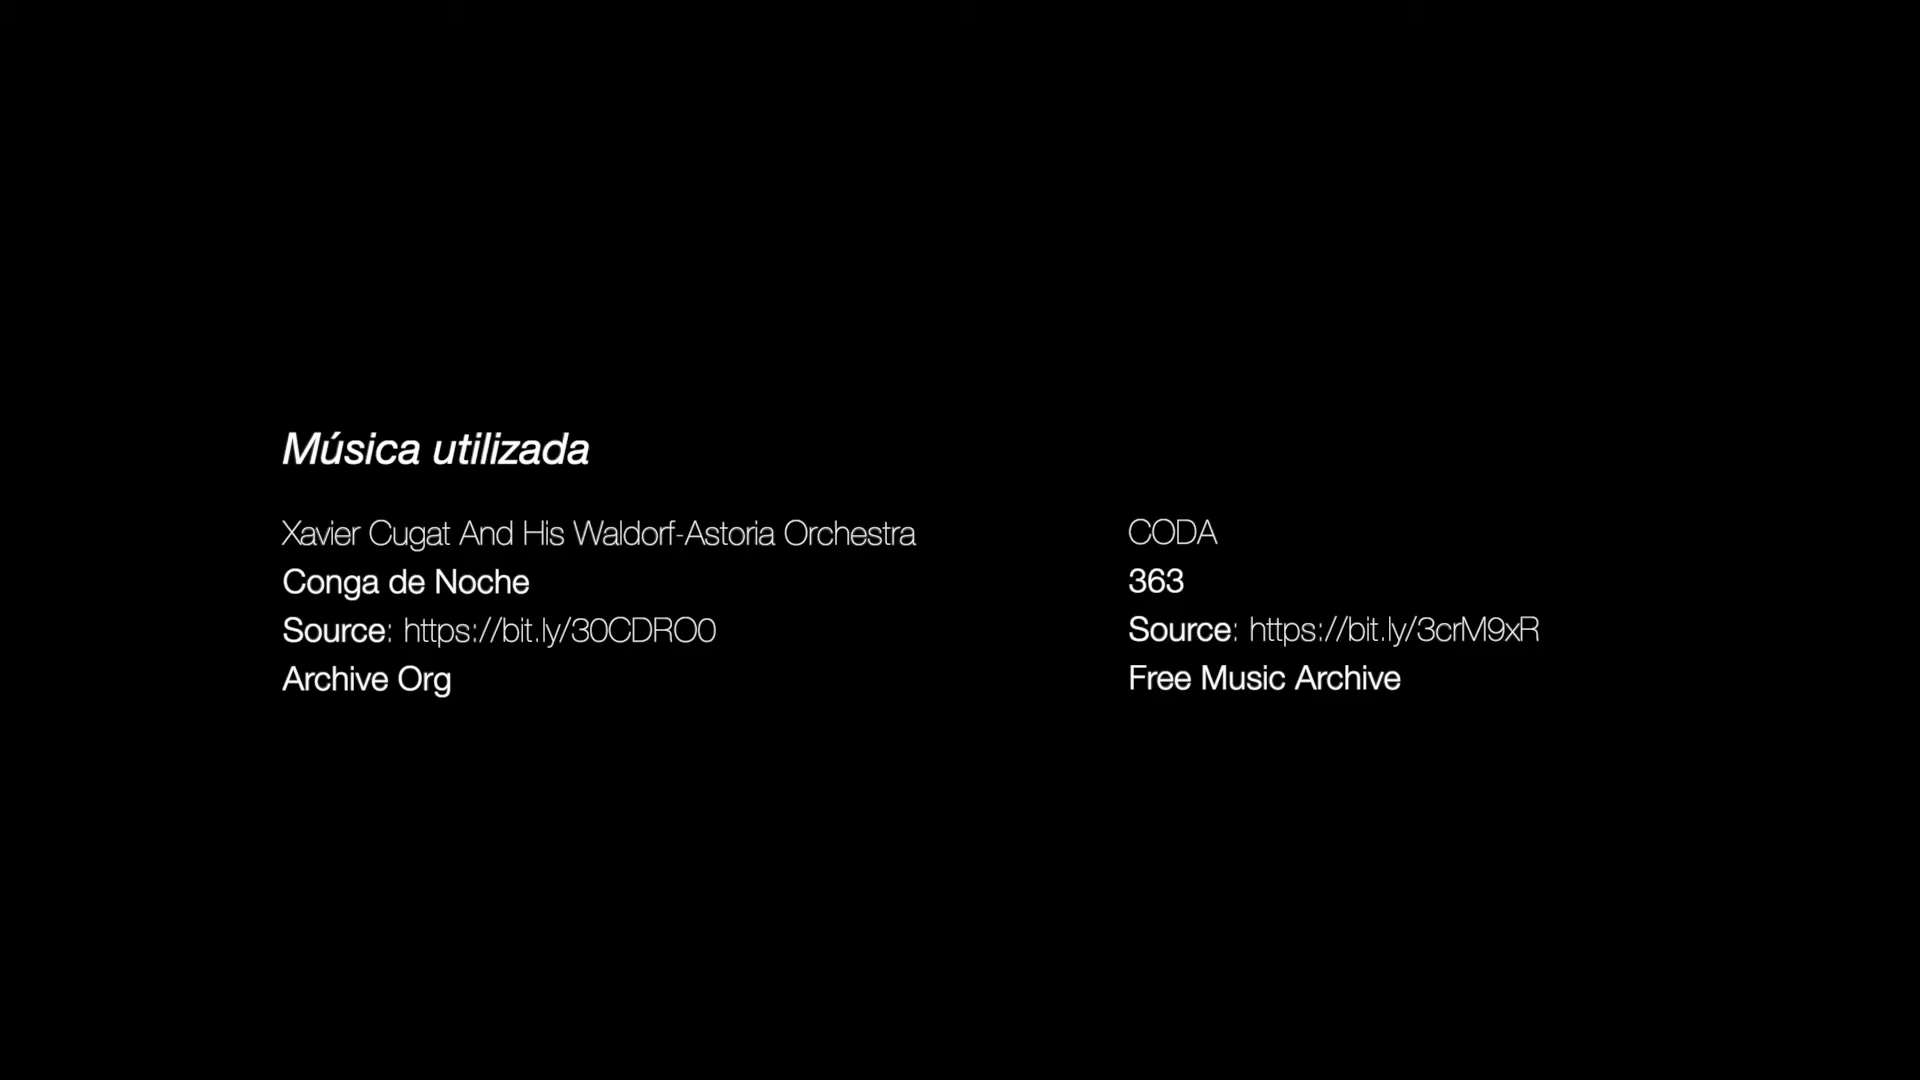 Música utilizada
Xavier Cugat And His Waldorf-Astoria Orchestra
Conga de Noche
Source: https://bit.ly/30CDRO0
Archive Org
CODA
363
Source: https://bit.ly/3crM9xR
Free Music Archive